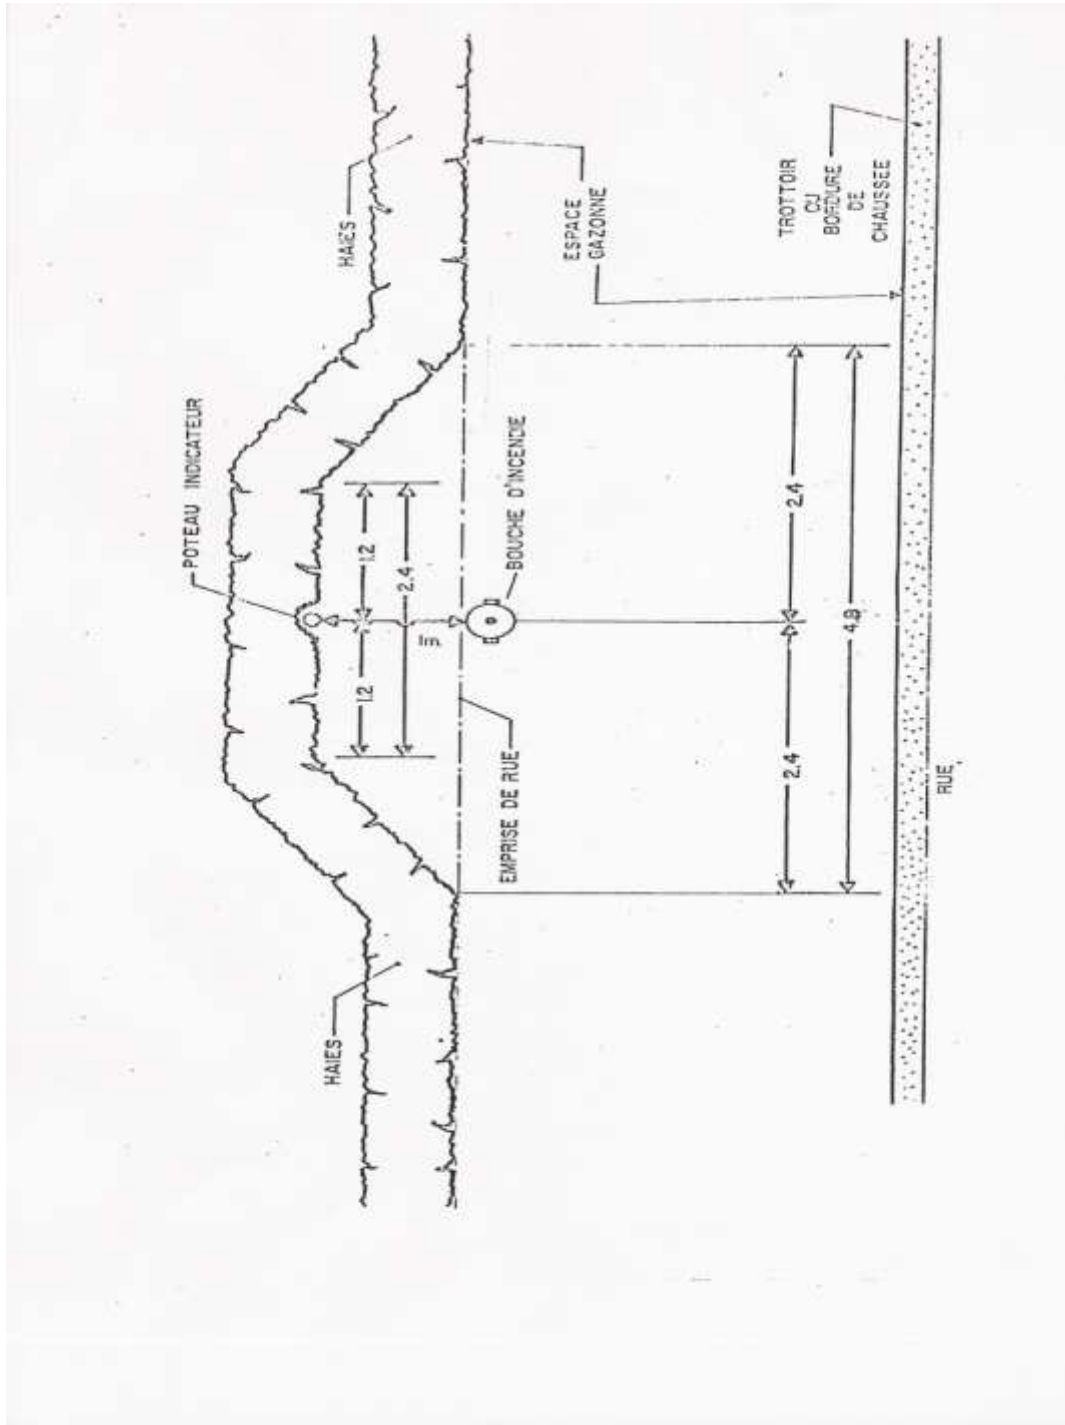 HAIES
ESPACE
GAZONNE
TROTTOIR
OU
BORDURE
DE
CHAUSSEE
POTEAU INDICATEUR
1.2
2.4
1.2
1m.
BOUCHE D'INCENDIE
2.4
4.8
2.4
EMPRISE DE RUE
HAIES
RUE